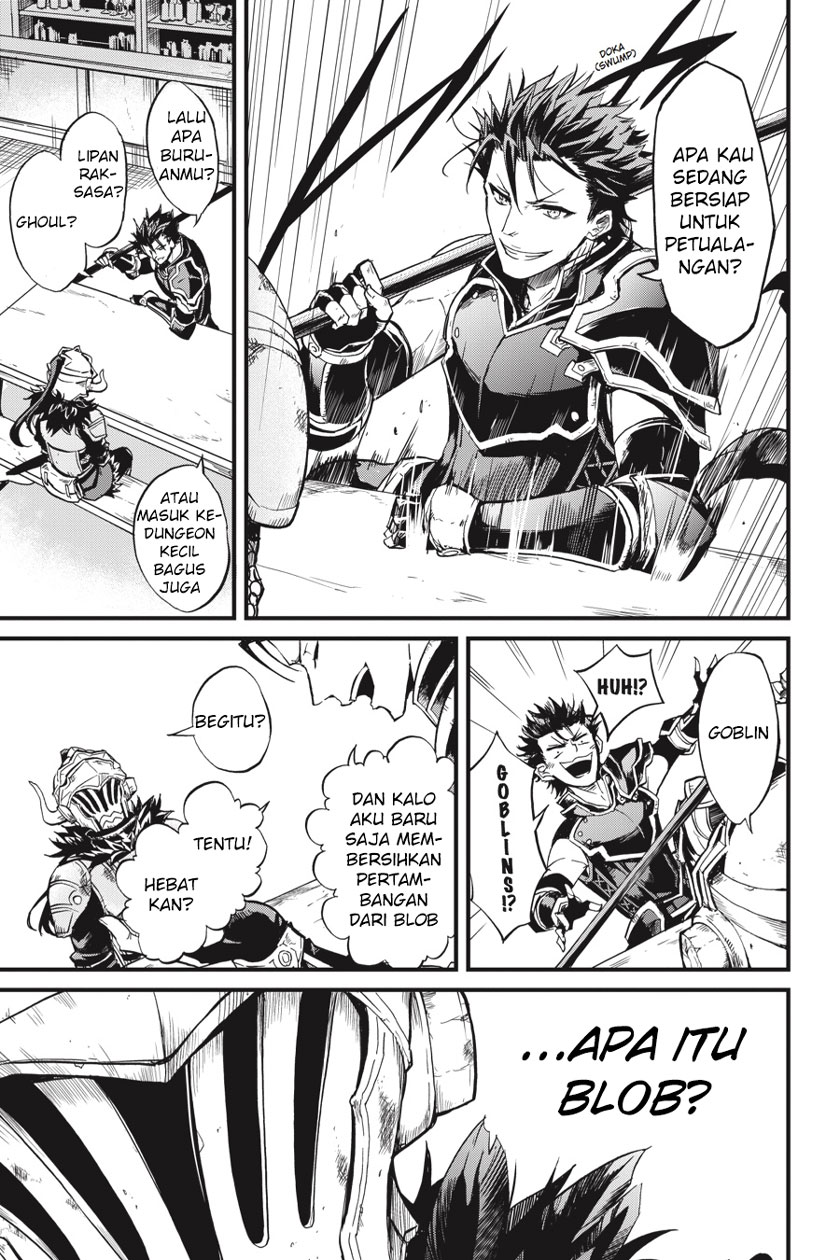 DOKA
(SWUMP)
APA KAU
SEDANG
BERSIAP
UNTUK
PETUALA-
NGAN?
LALU
APA
BURU-
ANMU?
LIPAN
RAK-
SASA?
GHOUL?
ATAU
MASUK KE-
DUNGEON
KECIL
BAGUS
JUGA
GOBLIN
HUH!?
GOBLINS!?
DAN KALO
AKU BARU
SAJA MEM-
BERSIHKAN
PERTAM-
BANGAN
DARI BLOB
BEGITU?
TENTU!
HEBAT
KAN?
...APA ITU
BLOB?